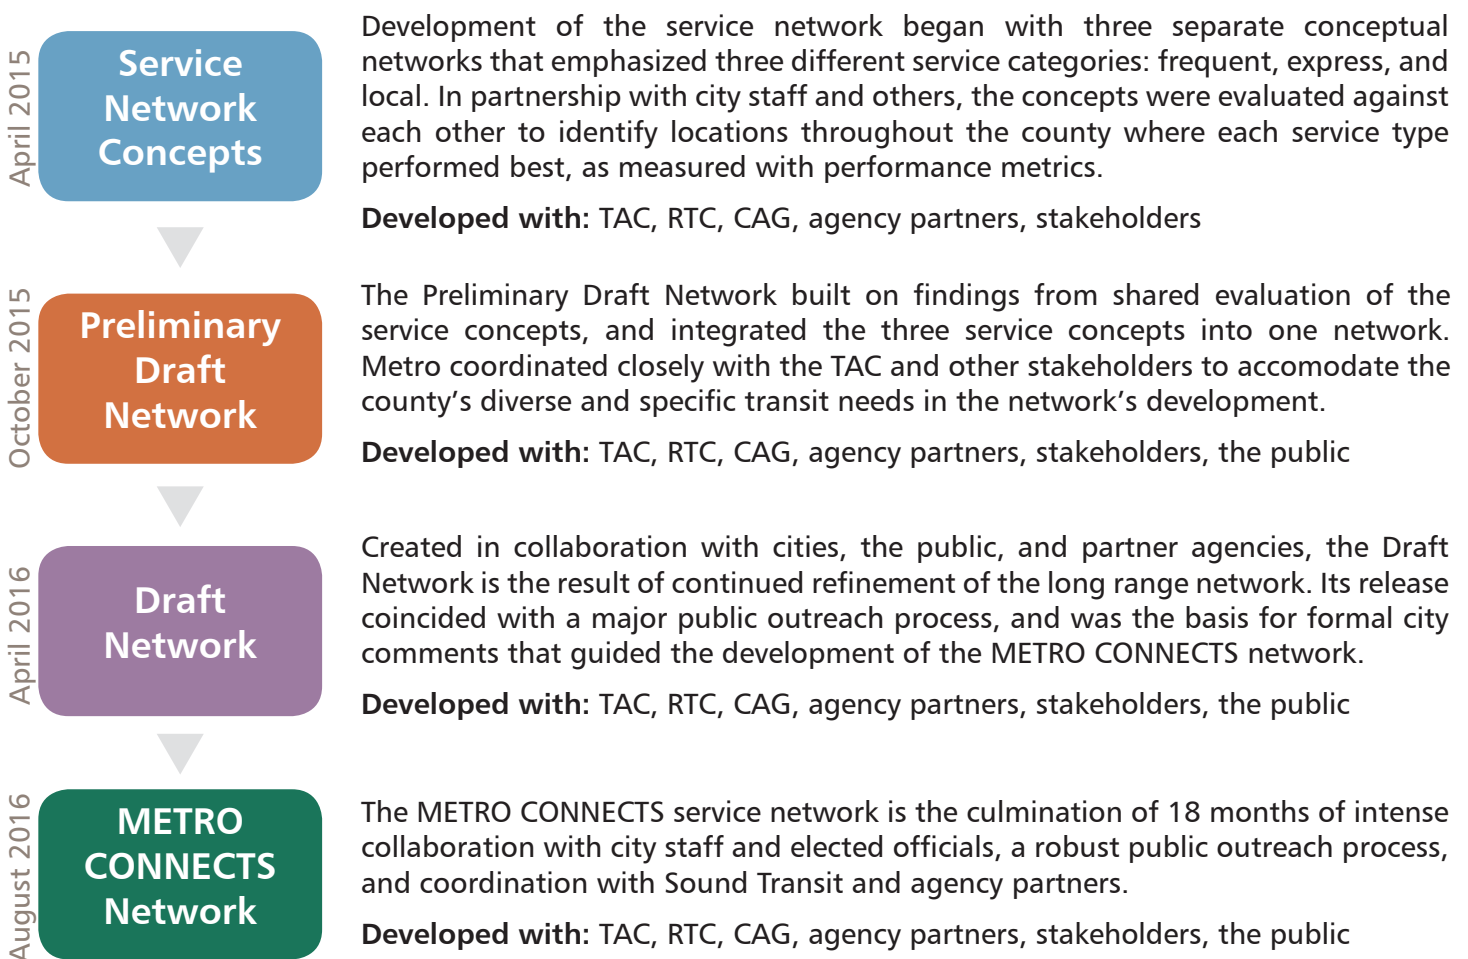 April 2015
Service
Network
Concepts
Development of the service network began with three separate conceptual
networks that emphasized three different service categories: frequent, express, and
local. In partnership with city staff and others, the concepts were evaluated against
each other to identify locations throughout the county where each service type
performed best, as measured with performance metrics.
Developed with: TAC, RTC, CAG, agency partners, stakeholders
October 2015
Preliminary
Draft
Network
The Preliminary Draft Network built on findings from shared evaluation of the
service concepts, and integrated the three service concepts into one network.
Metro coordinated closely with the TAC and other stakeholders to accomodate the
county’s diverse and specific transit needs in the network’s development.
Developed with: TAC, RTC, CAG, agency partners, stakeholders, the public
April 2016
Draft
Network
Created in collaboration with cities, the public, and partner agencies, the Draft
Network is the result of continued refinement of the long range network. Its release
coincided with a major public outreach process, and was the basis for formal city
comments that guided the development of the METRO CONNECTS network.
Developed with: TAC, RTC, CAG, agency partners, stakeholders, the public
August 2016
METRO
CONNECTS
Network
The METRO CONNECTS service network is the culmination of 18 months of intense
collaboration with city staff and elected officials, a robust public outreach process,
and coordination with Sound Transit and agency partners.
Developed with: TAC, RTC, CAG, agency partners, stakeholders, the public